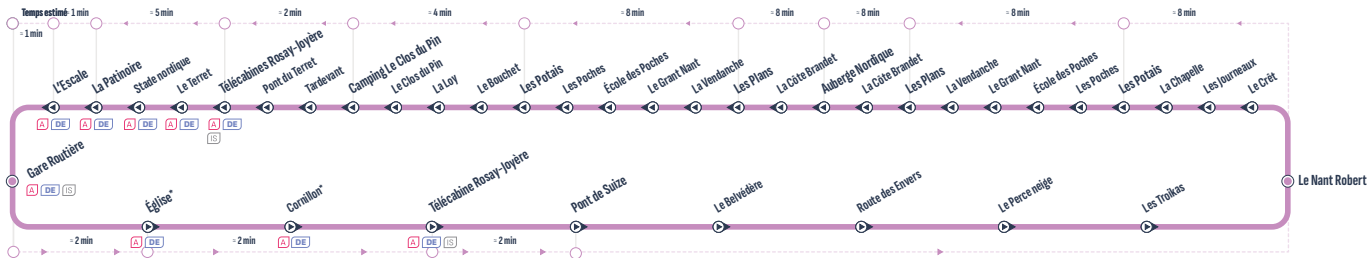 Temps estimé
≈ 1 min
≈ 5 min
≈ 2 min
≈ 4 min
≈ 8 min
≈ 8 min
≈ 8 min
≈ 8 min
≈ 8 min
≈ 1 min
L'Escale
La Patinoire
Stade nordique
Le Terret
Télécabines Rosay-Joyère
Pont du Terret
Tardevant
Camping Le Clos du Pin
Le Clos du Pin
La Loy
Le Bouchet
Les Potais
Les Poches
École des Poches
Le Grant Nant
La Vendanche
Les Plans
La Côte Brandet
Auberge Nordique
La Côte Brandet
Les Plans
La Vendanche
Le Grant Nant
École des Poches
Les Poches
Les Potais
La Chapelle
Les Journeaux
Le Crêt
A DE
A DE
A DE
A DE
A DE
IS
Gare Routière
A DE IS
Le Nant Robert
Église*
Cornillon*
Télécabine Rosay-Joyère
Pont de Suize
Le Belvédère
Route des Envers
Le Perce neige
Les Troïkas
A DE
A DE
A DE IS
≈ 2 min
≈ 2 min
≈ 2 min